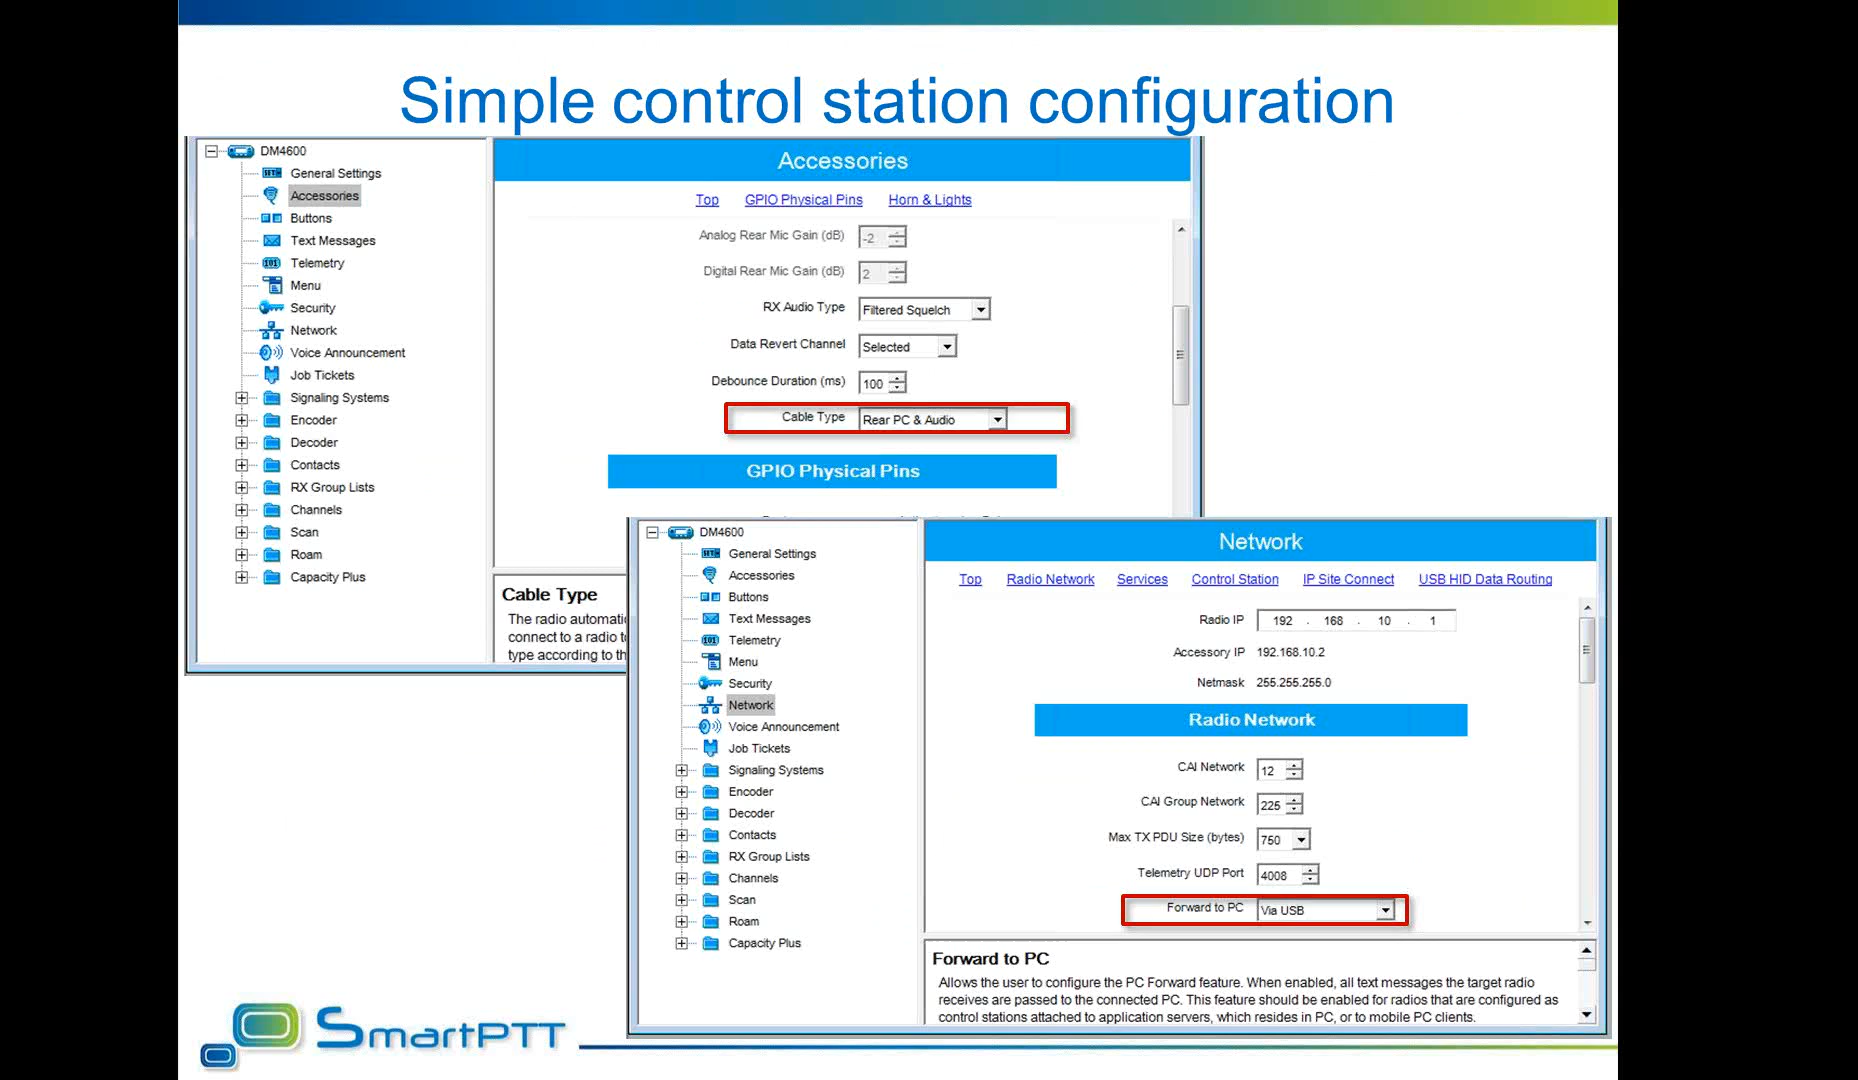 Simple control station configuration
DM4600
General Settings
Accessories
Buttons
Text Messages
Telemetry
Menu
Security
Network
Voice Announcement
Job Tickets
Signaling Systems
Encoder
Decoder
Contacts
RX Group Lists
Channels
Scan
Roam
Capacity Plus
Accessories
Top GPIO Physical Pins Horn & Lights
Analog Rear Mic Gain (dB) -2
Digital Rear Mic Gain (dB) 2
RX Audio Type Filtered Squelch
Data Revert Channel Selected
Debounce Duration (ms) 100
Cable Type Rear PC & Audio
GPIO Physical Pins
Cable Type
The radio automati
connect to a radio t
type according to th
DM4600
General Settings
Accessories
Buttons
Text Messages
Telemetry
Menu
Security
Network
Voice Announcement
Job Tickets
Signaling Systems
Encoder
Decoder
Contacts
RX Group Lists
Channels
Scan
Roam
Capacity Plus
Network
Top Radio Network Services Control Station IP Site Connect USB HID Data Routing
Radio IP 192 . 168 . 10 . 1
Accessory IP 192.168.10.2
Netmask 255.255.255.0
Radio Network
CAI Network 12
CAI Group Network 225
Max TX PDU Size (bytes) 750
Telemetry UDP Port 4008
Forward to PC Via USB
Forward to PC
Allows the user to configure the PC Forward feature. When enabled, all text messages the target radio
receives are passed to the connected PC. This feature should be enabled for radios that are configured as
control stations attached to application servers, which resides in PC, or to mobile PC clients.
SmartPTT